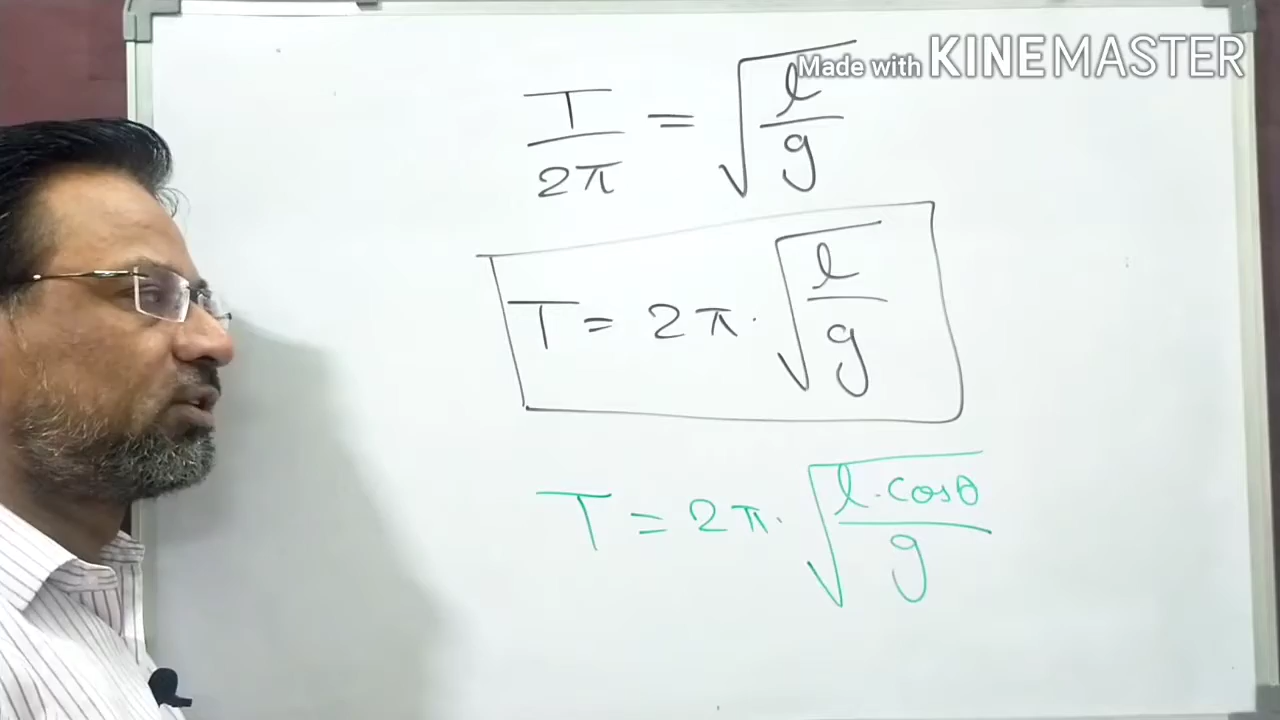 Made with KINEMASTER
T/2π = √(l/g)
T = 2π. √(l/g)
T = 2π. √(l.cosθ/g)